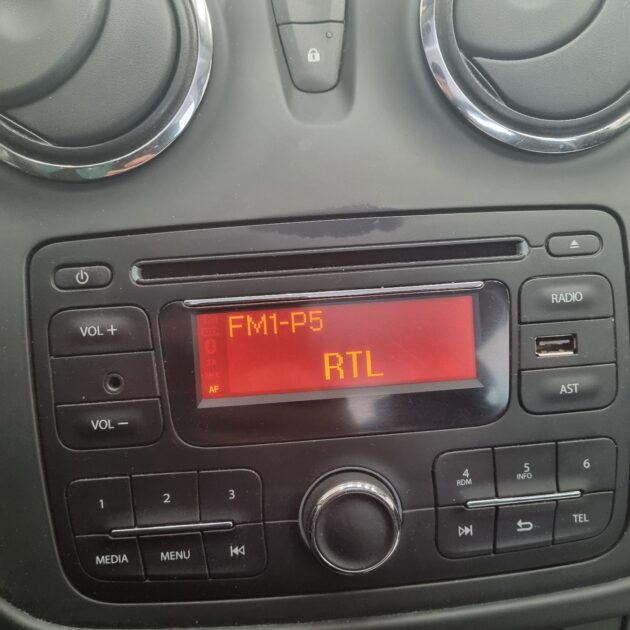 FM1-P5
RTL
AF
VOL +
VOL −
RADIO
AST
1
2
3
MEDIA
MENU
4
RDM
5
INFO
6
TEL